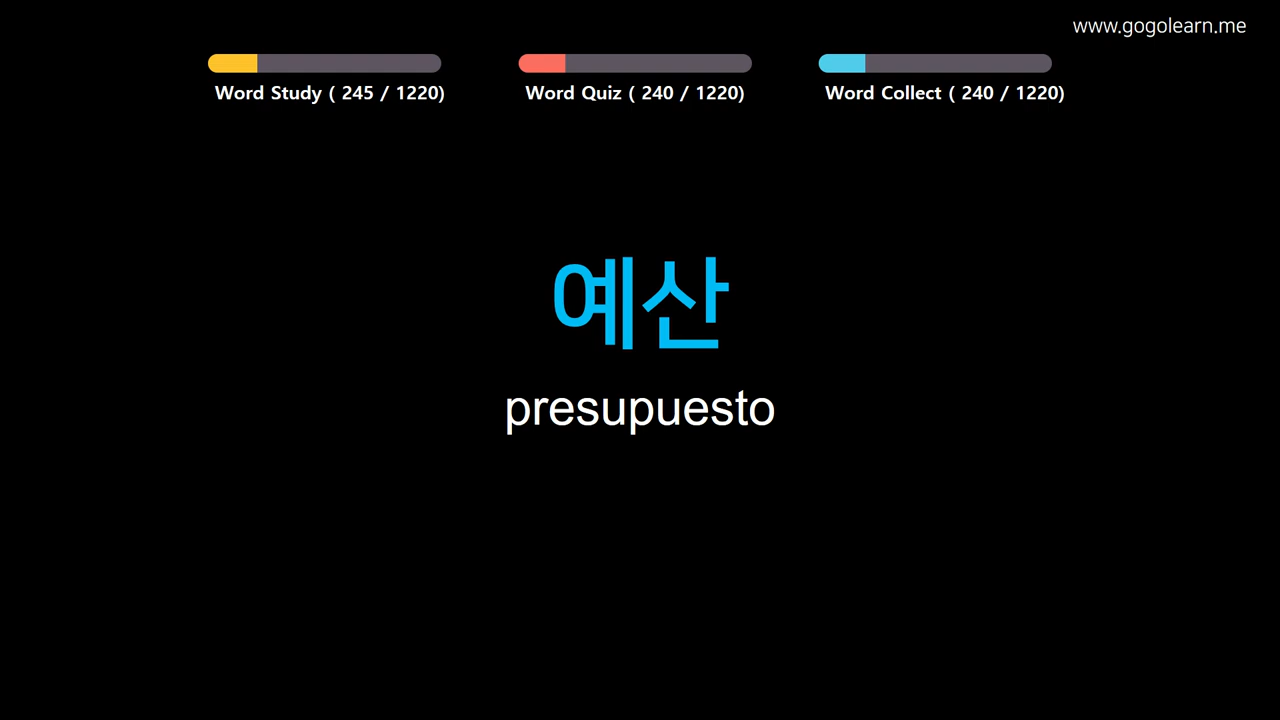 www.gogolearn.me
Word Study ( 245 / 1220)
Word Quiz ( 240 / 1220)
Word Collect ( 240 / 1220)
예산
presupuesto